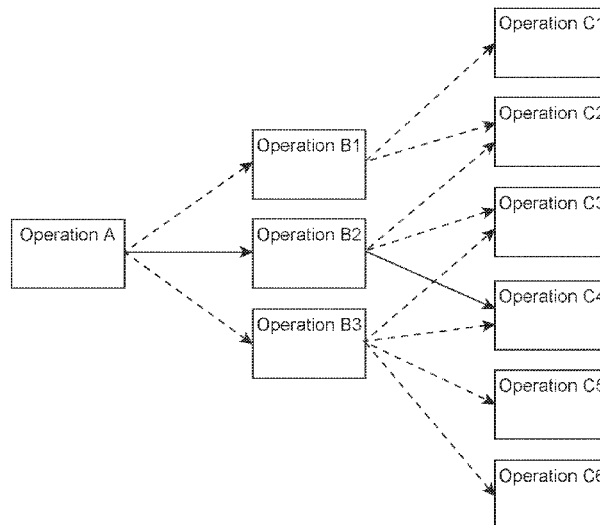 Operation A
Operation B1
Operation B2
Operation B3
Operation C1
Operation C2
Operation C3
Operation C4
Operation C5
Operation C6